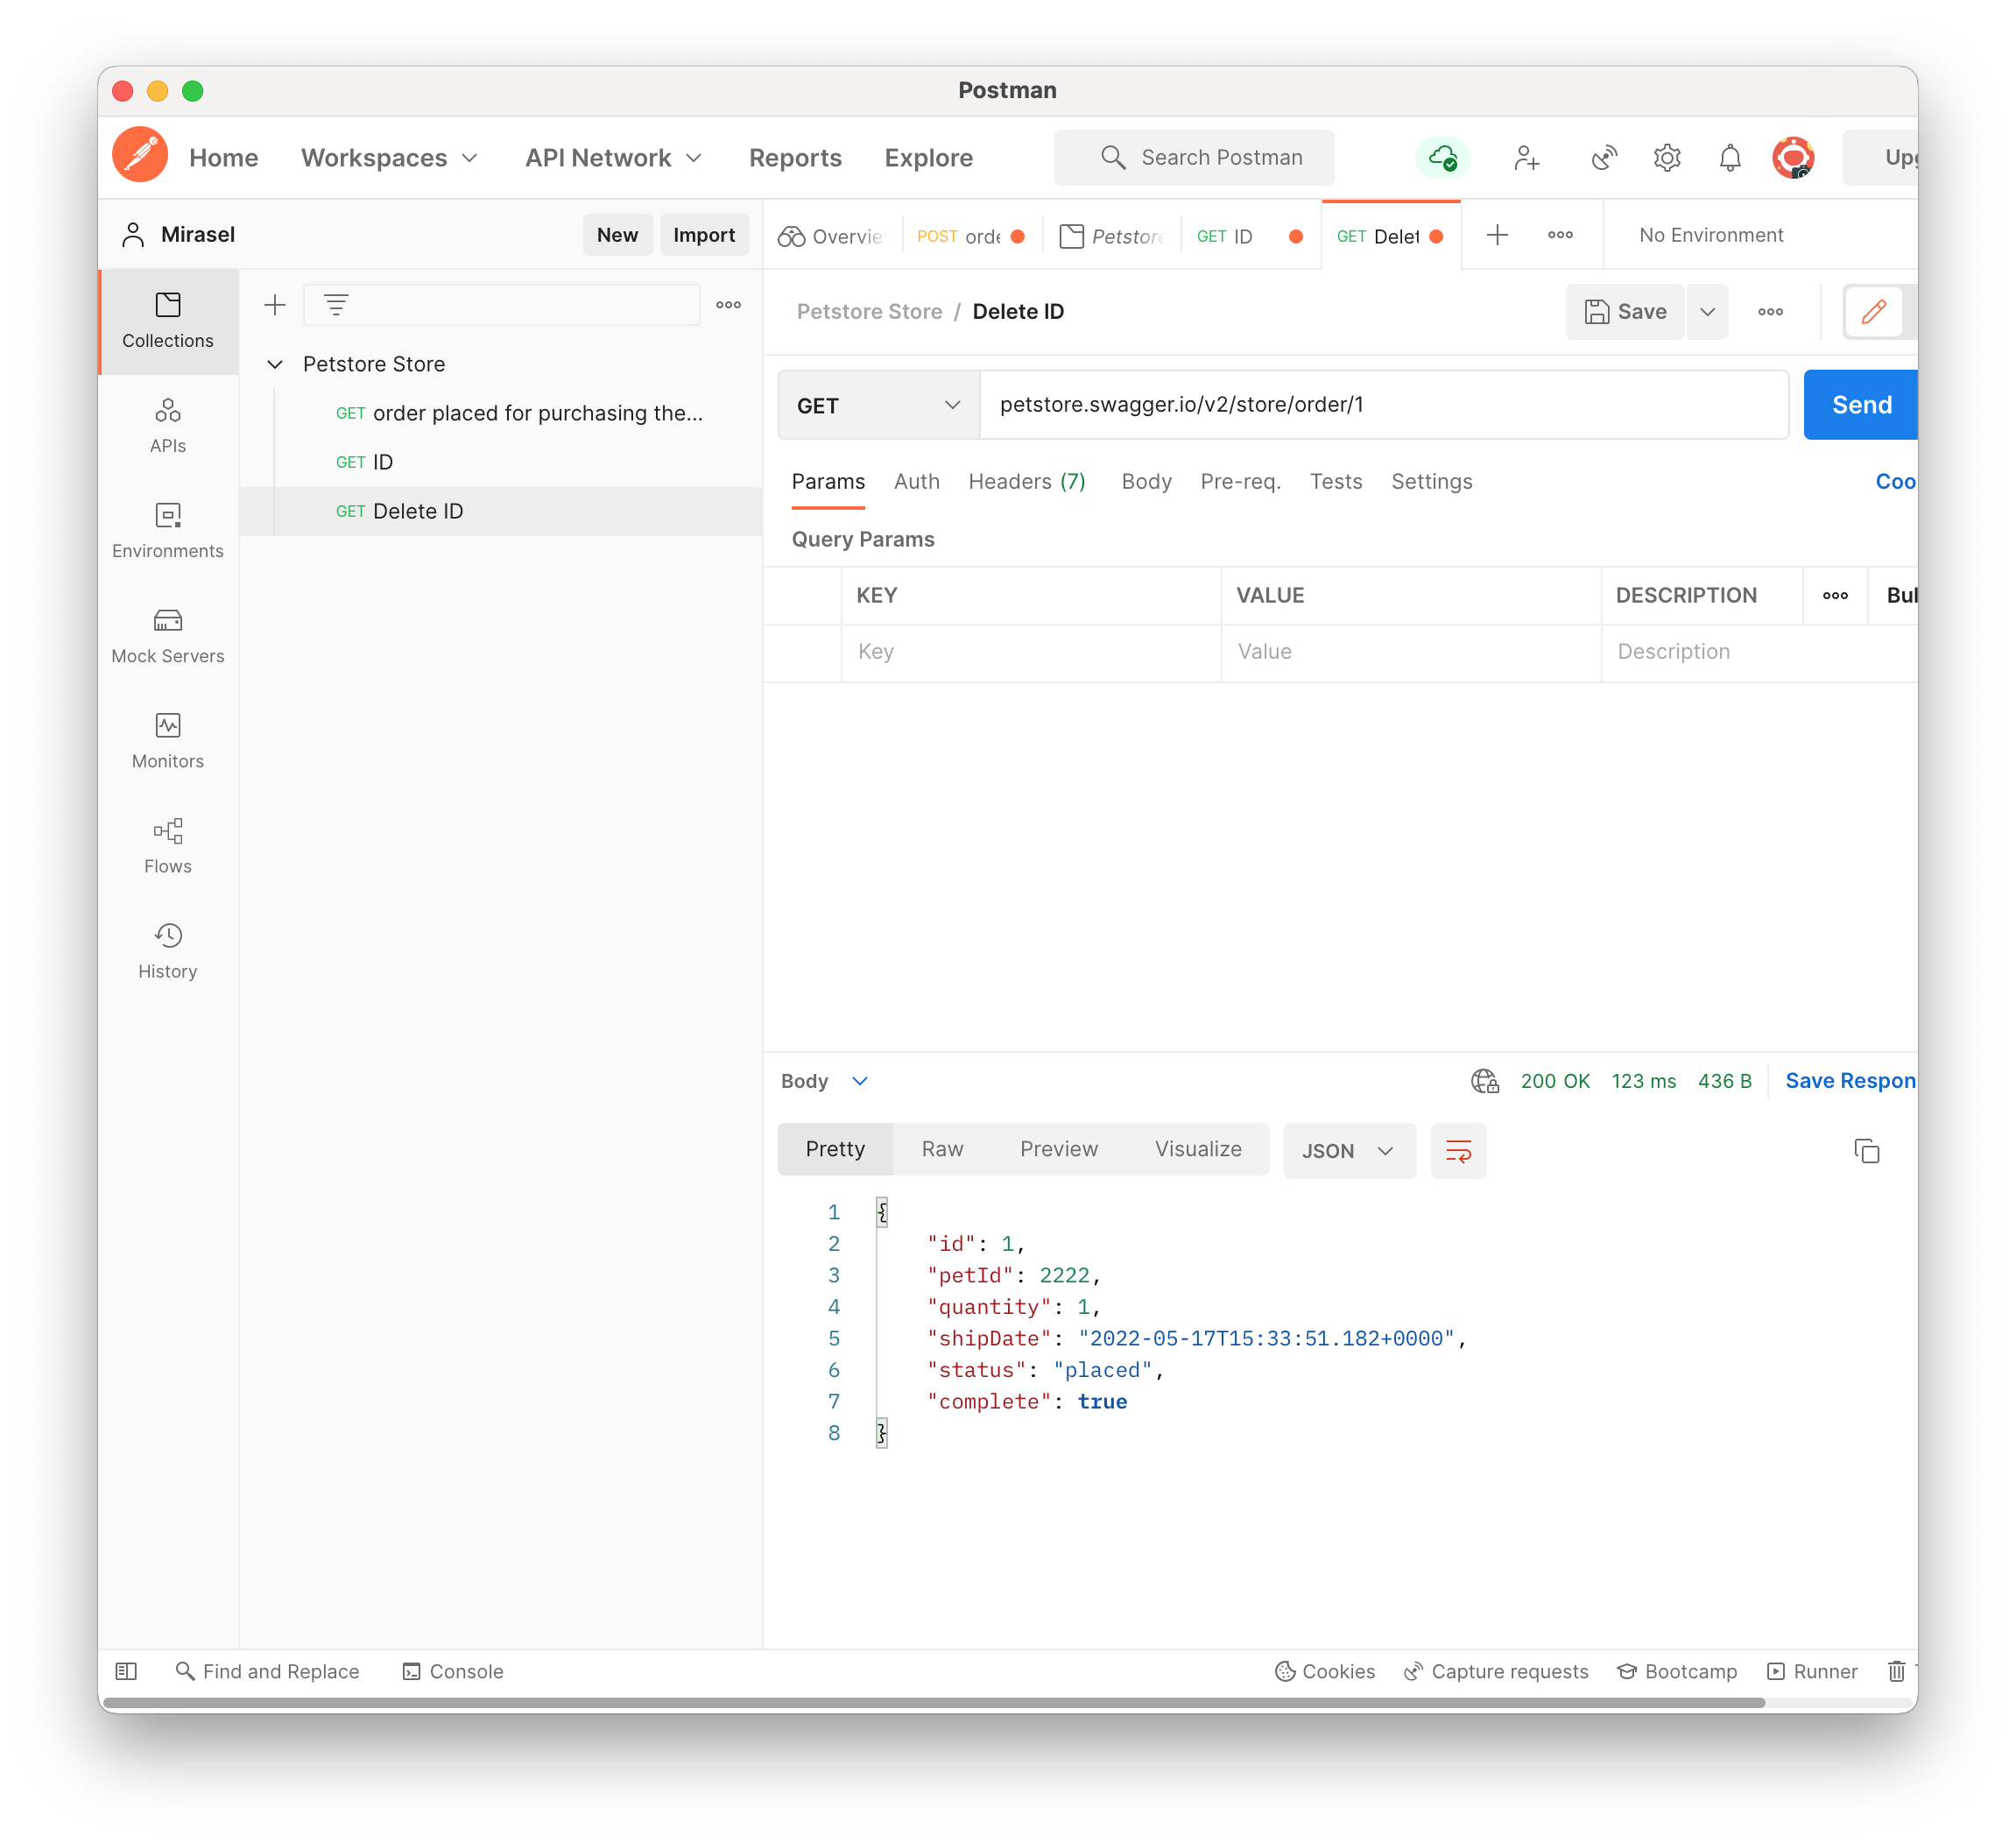 Postman
Home Workspaces API Network Reports Explore Search Postman Upg
Mirasel New Import
Overvie POST orde Petstore GET ID GET Delet No Environment
Collections
APIs
Environments
Mock Servers
Monitors
Flows
History
Petstore Store
GET order placed for purchasing the...
GET ID
GET Delete ID
Petstore Store / Delete ID Save
GET petstore.swagger.io/v2/store/order/1 Send
Params Auth Headers (7) Body Pre-req. Tests Settings Coo
Query Params
KEY VALUE DESCRIPTION Bul
Key Value Description
Body 200 OK 123 ms 436 B Save Respon
Pretty Raw Preview Visualize JSON
1 {
2 "id": 1,
3 "petId": 2222,
4 "quantity": 1,
5 "shipDate": "2022-05-17T15:33:51.182+0000",
6 "status": "placed",
7 "complete": true
8 }
Find and Replace Console Cookies Capture requests Bootcamp Runner